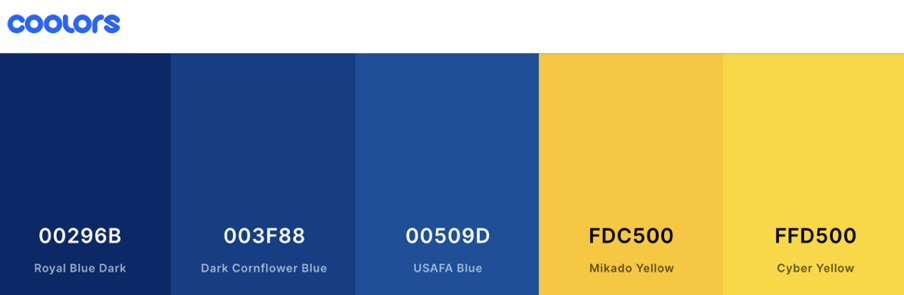 coolors
00296B
Royal Blue Dark
003F88
Dark Cornflower Blue
00509D
USAFA Blue
FDC500
Mikado Yellow
FFD500
Cyber Yellow